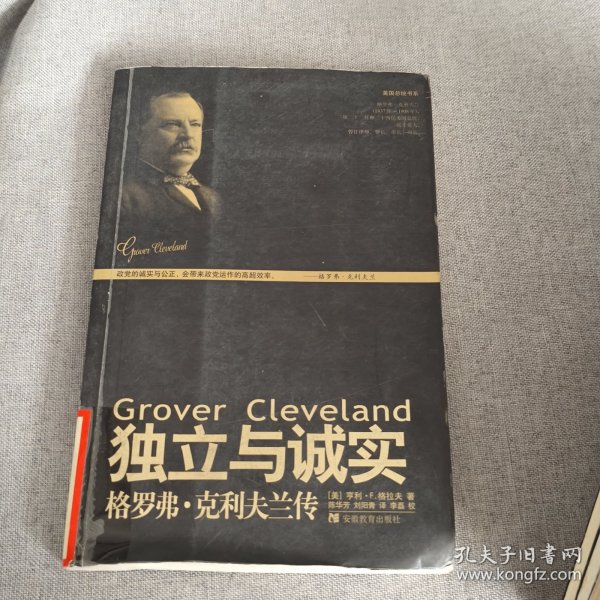 美国总统书系
Grover Cleveland
政党的诚实与公正,会带来政党运作的高超效率。 ——格罗弗·克利夫兰
Grover Cleveland
独立与诚实
格罗弗·克利夫兰传
[美] 亨利·F.格拉夫 著
陈华芳 刘阳青 译 李磊 校
安徽教育出版社
孔夫子旧书网
www.kongfz.com